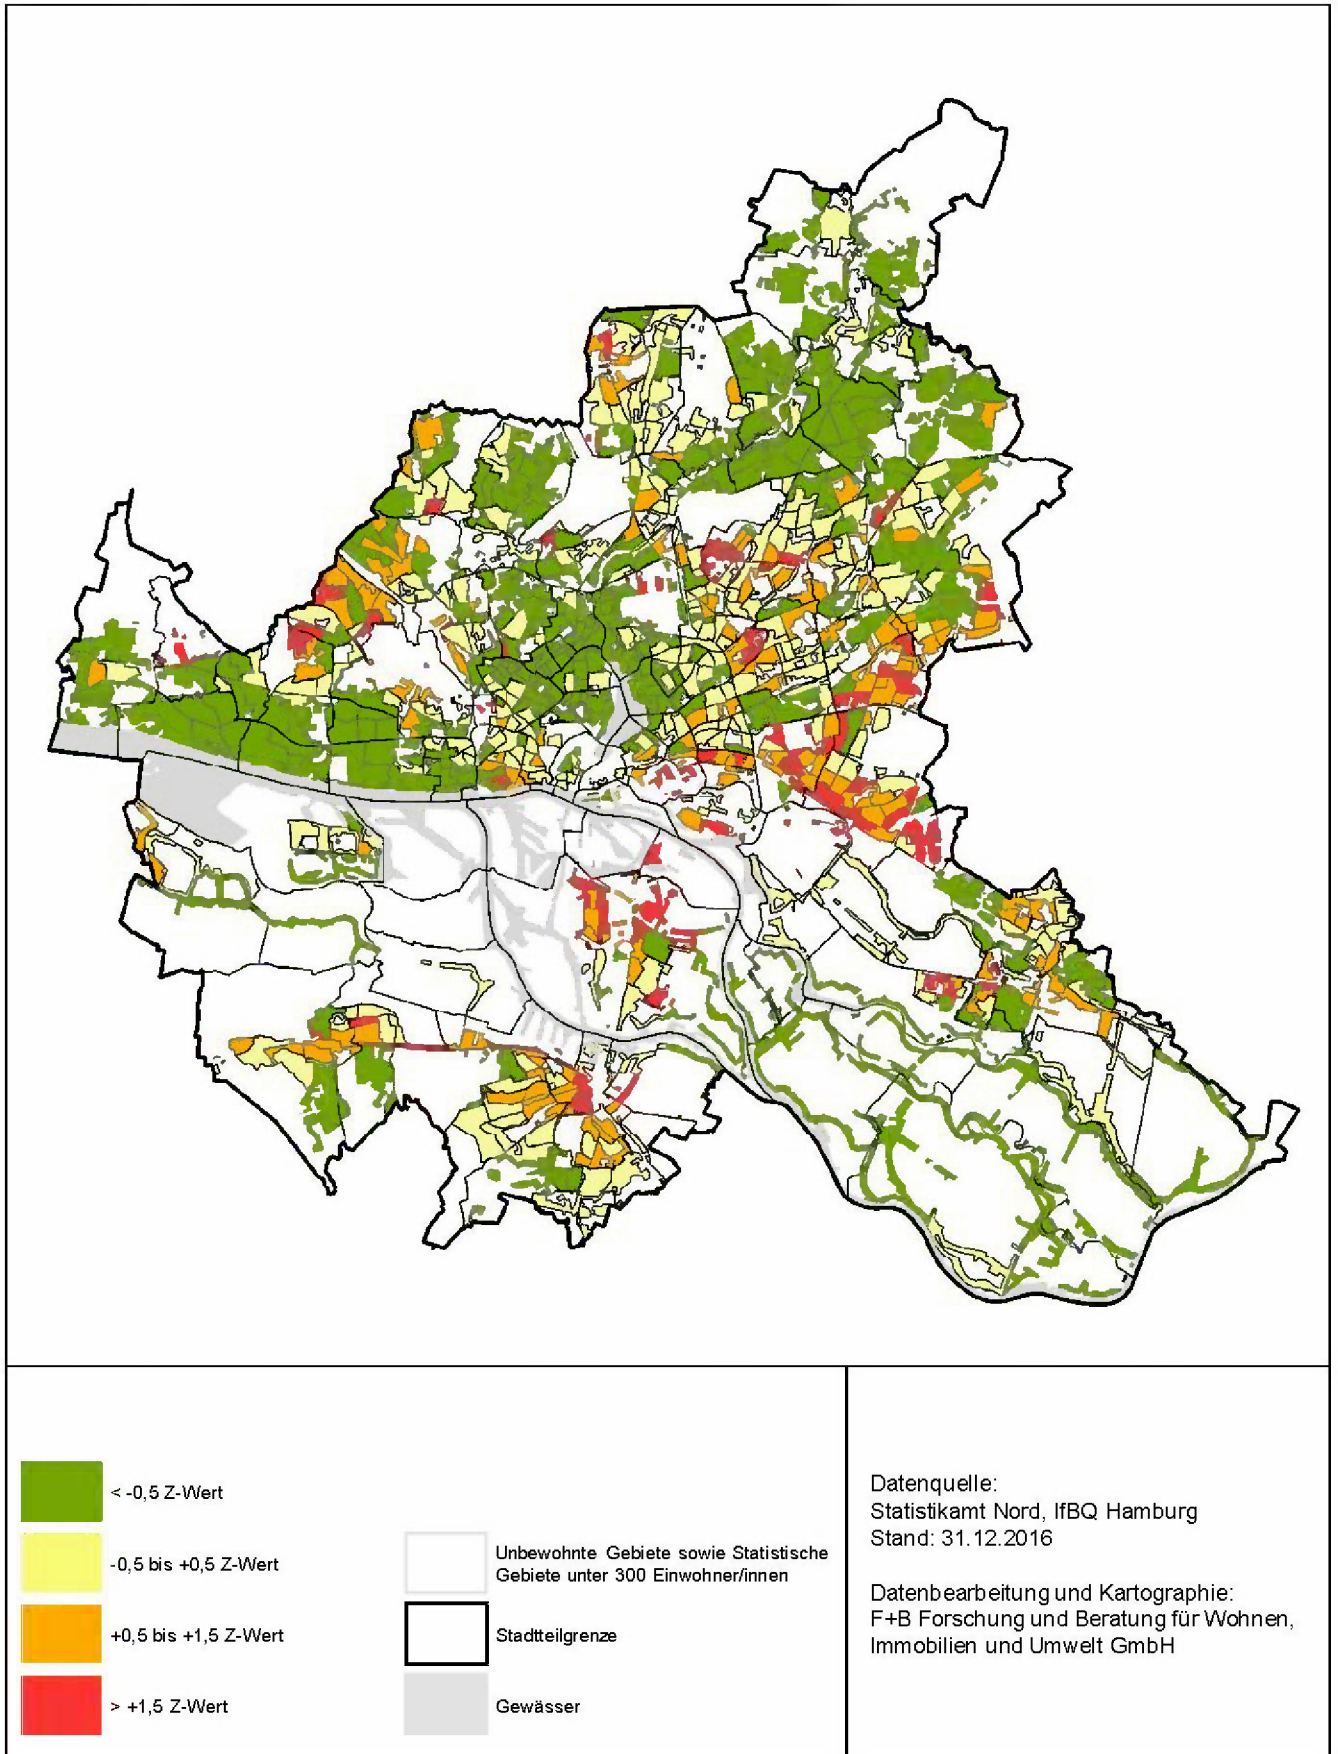 < -0,5 Z-Wert
-0,5 bis +0,5 Z-Wert
+0,5 bis +1,5 Z-Wert
> +1,5 Z-Wert
Unbewohnte Gebiete sowie Statistische
Gebiete unter 300 Einwohner/innen
Stadtteilgrenze
Gewässer
Datenquelle:
Statistikamt Nord, IfBQ Hamburg
Stand: 31.12.2016
Datenbearbeitung und Kartographie:
F+B Forschung und Beratung für Wohnen,
Immobilien und Umwelt GmbH